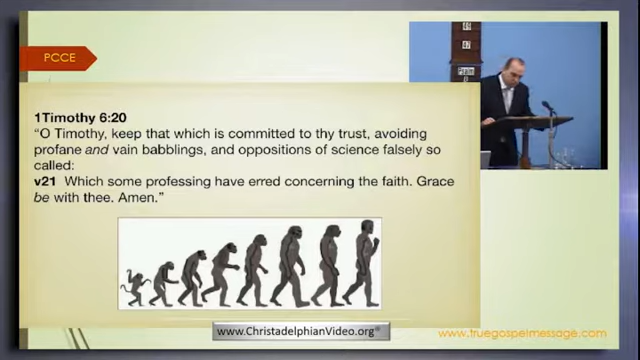 PCCE
1Timothy 6:20
“O Timothy, keep that which is committed to thy trust, avoiding
profane and vain babblings, and oppositions of science falsely so
called:
v21 Which some professing have erred concerning the faith. Grace
be with thee. Amen.”
www.ChristadelphianVideo.org
www.truegospelmessage.com